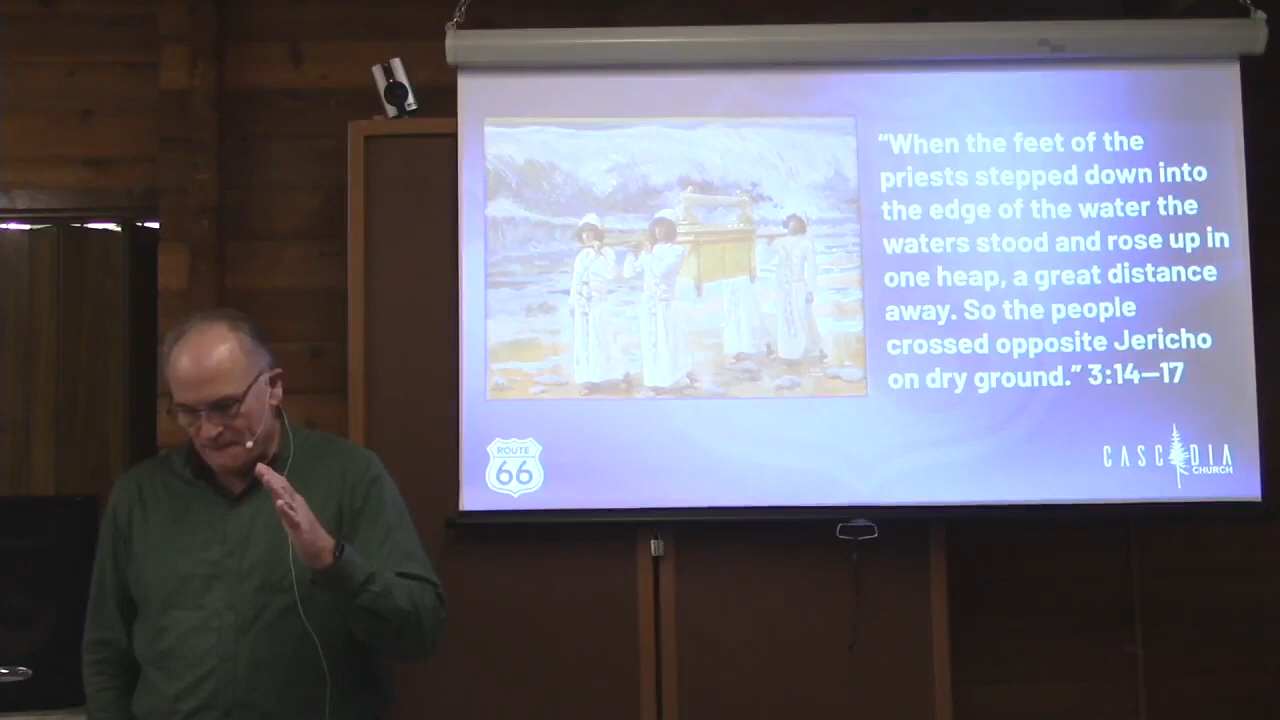 “When the feet of the
priests stepped down into
the edge of the water the
waters stood and rose up in
one heap, a great distance
away. So the people
crossed opposite Jericho
on dry ground.” 3:14–17
ROUTE
66
CASCADIA
CHURCH